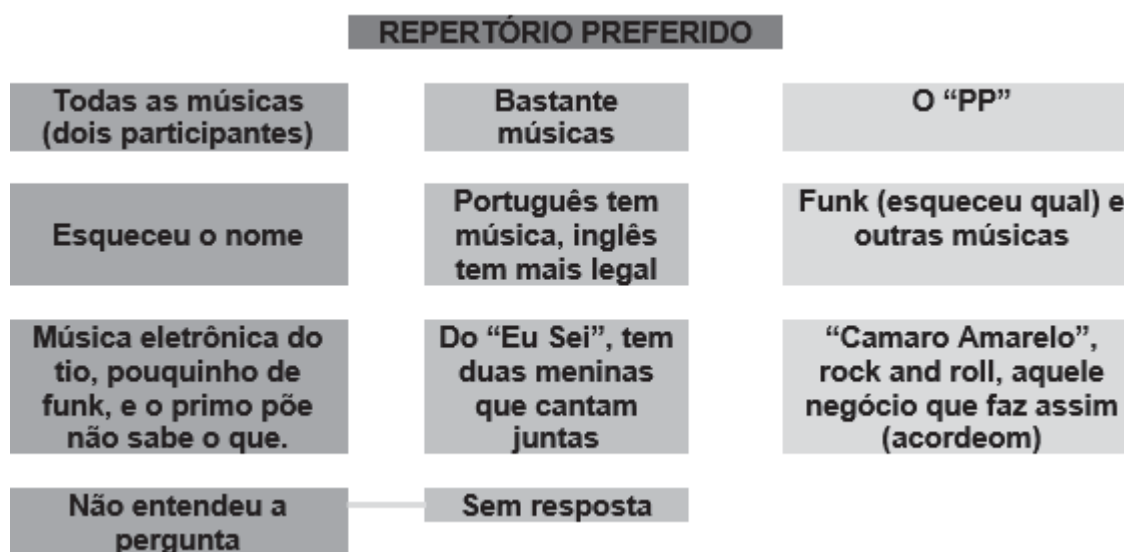 REPERTÓRIO PREFERIDO
Todas as músicas
(dois participantes)
Bastante
músicas
O “PP”
Esqueceu o nome
Português tem
música, inglês
tem mais legal
Funk (esqueceu qual) e
outras músicas
Música eletrônica do
tio, pouquinho de
funk, e o primo põe
não sabe o que.
Do “Eu Sei”, tem
duas meninas
que cantam
juntas
“Camaro Amarelo”,
rock and roll, aquele
negócio que faz assim
(acordeom)
Não entendeu a
pergunta
Sem resposta